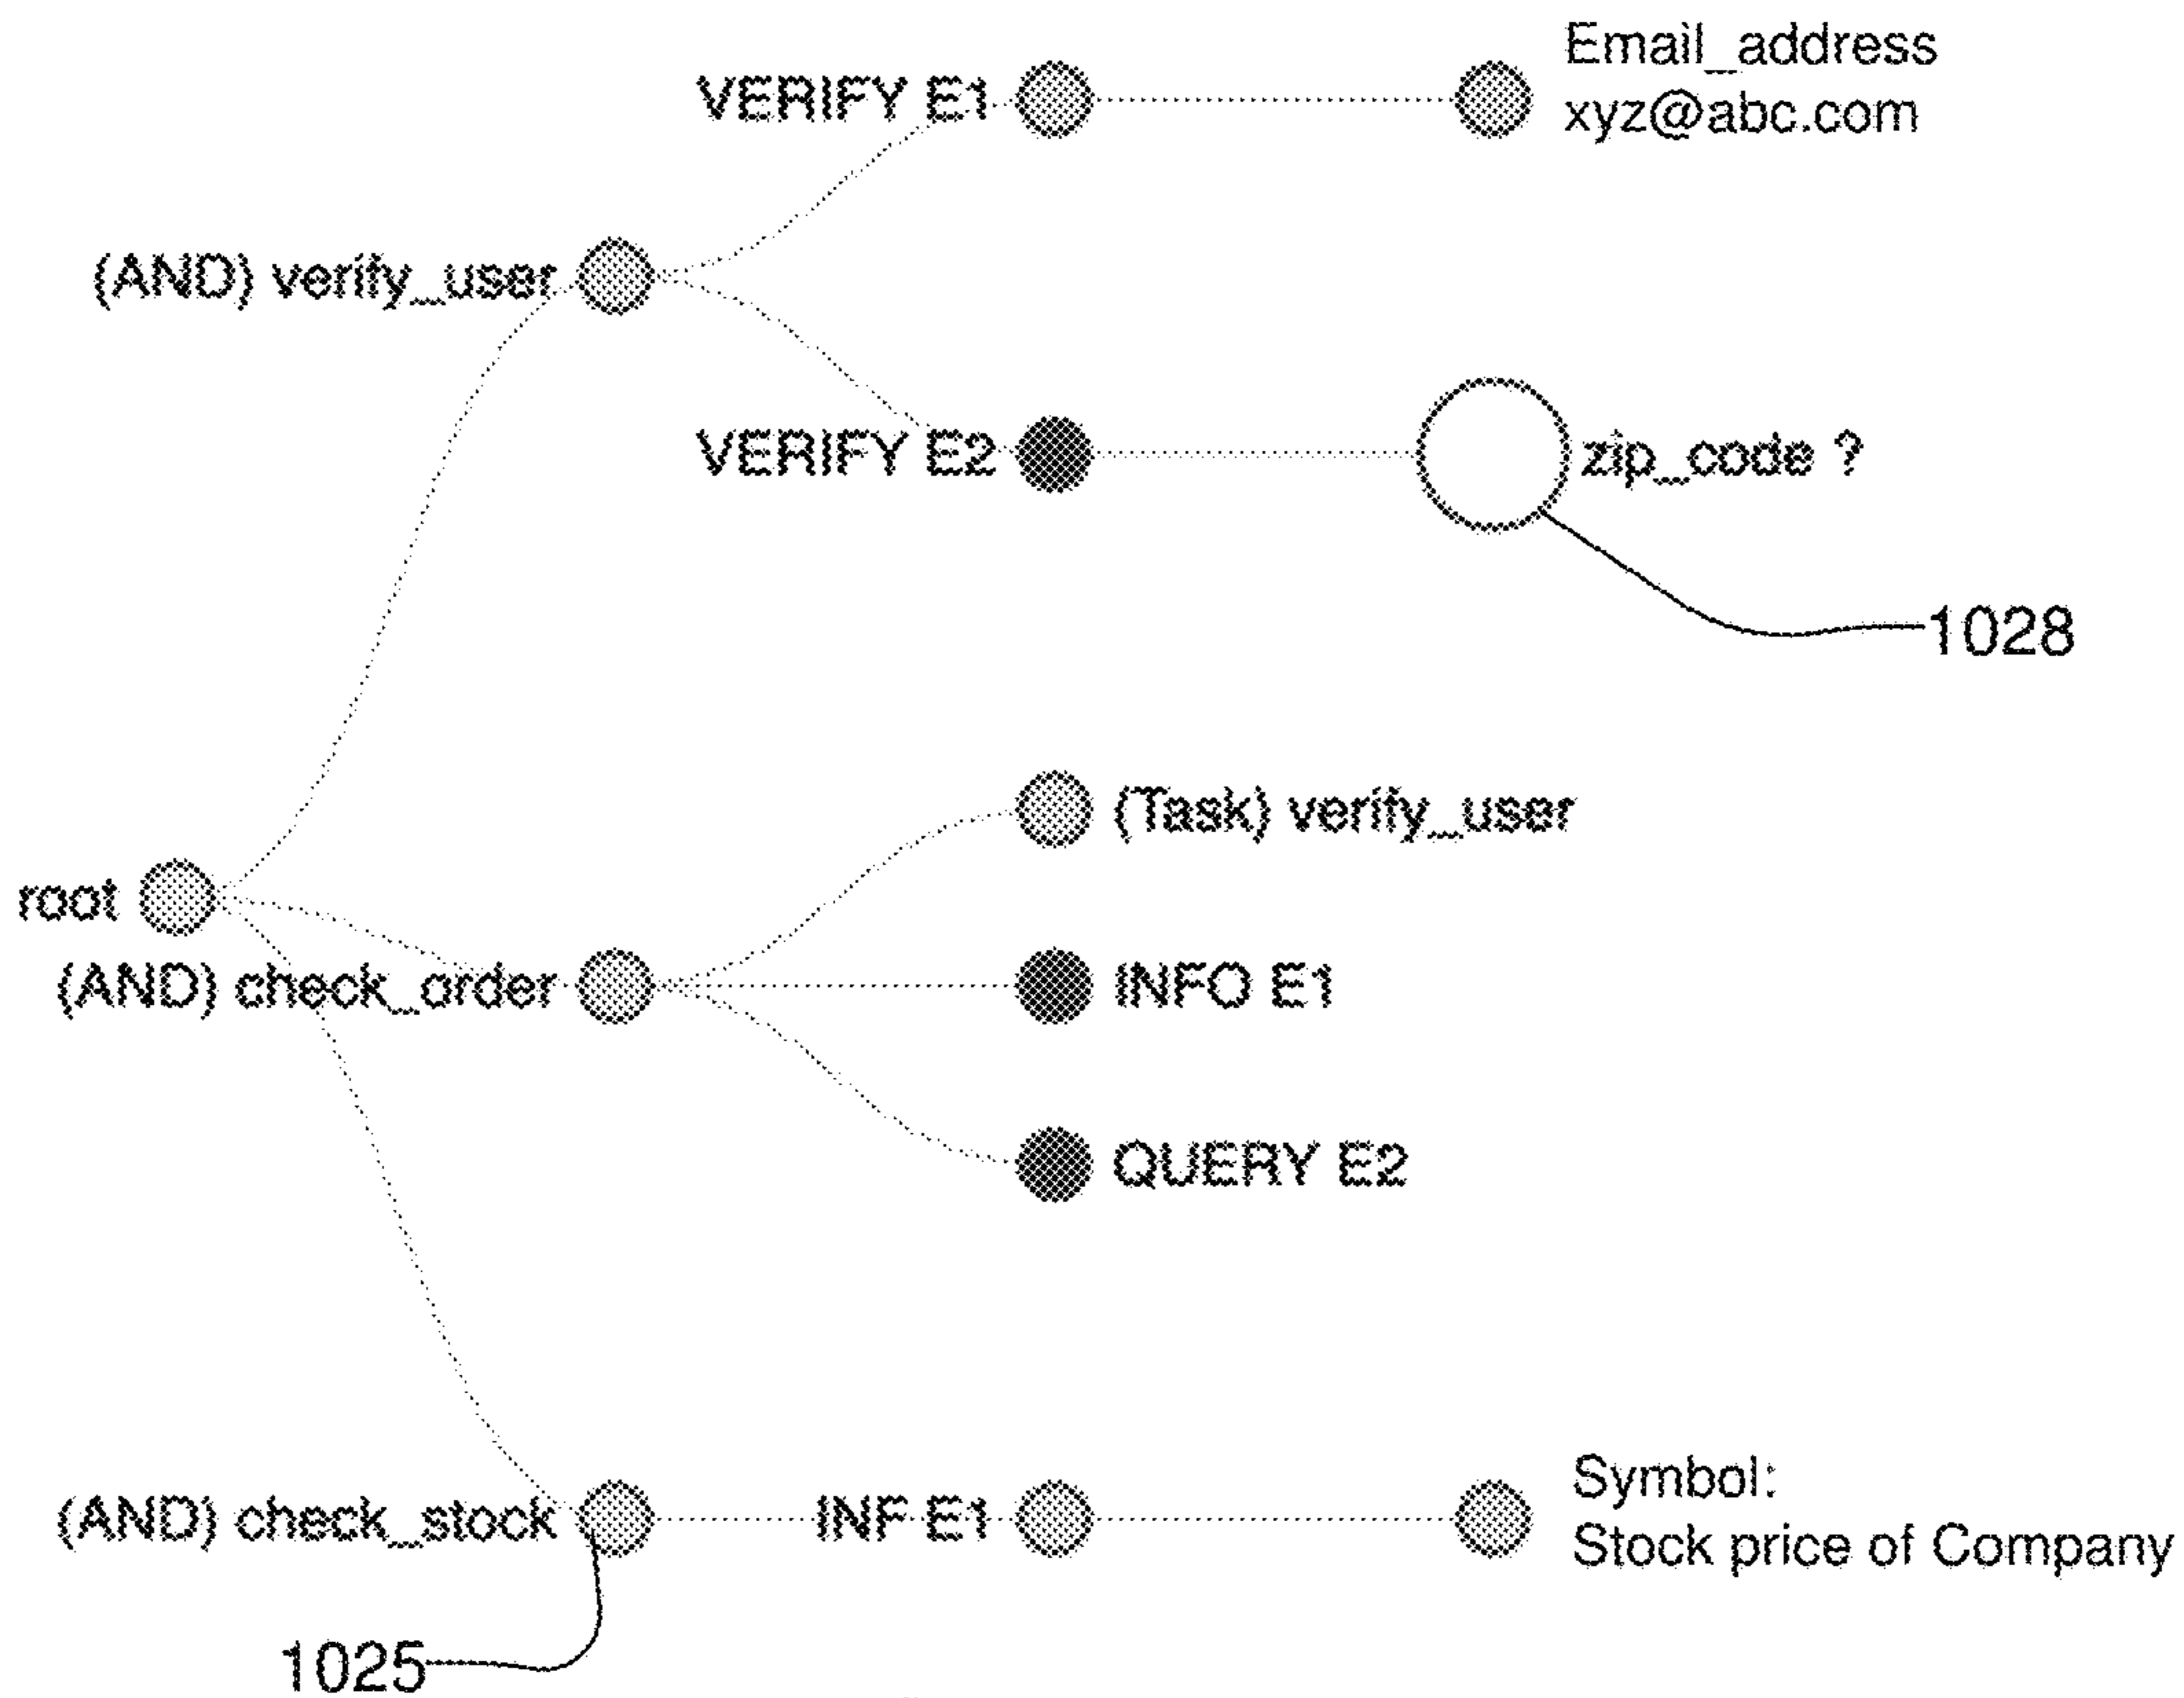 Email_address
VERIFY E1
xyz@abc.com
(AND) verify_user
VERIFY E2
zip_code ?
1028
(Task) verify_user
root
(AND) check_order
INFO E1
QUERY E2
Symbol:
(AND) check_stock
INF E1
Stock price of Company
1025